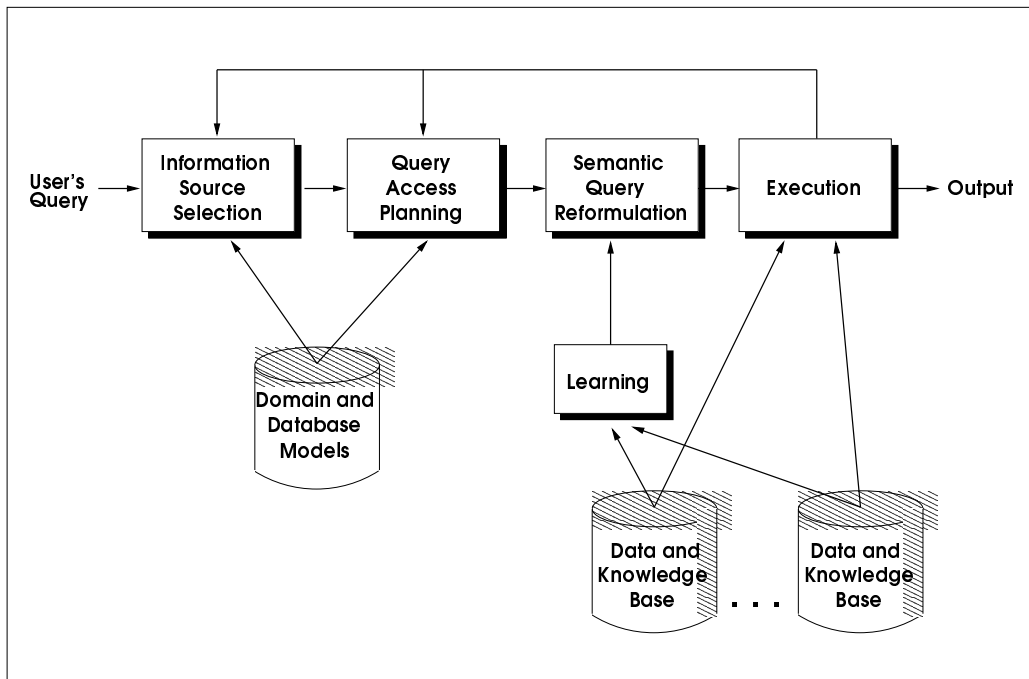 User's
Query
Information
Source
Selection
Query
Access
Planning
Semantic
Query
Reformulation
Execution
Output
Domain and
Database
Models
Learning
Data and
Knowledge
Base
. . .
Data and
Knowledge
Base